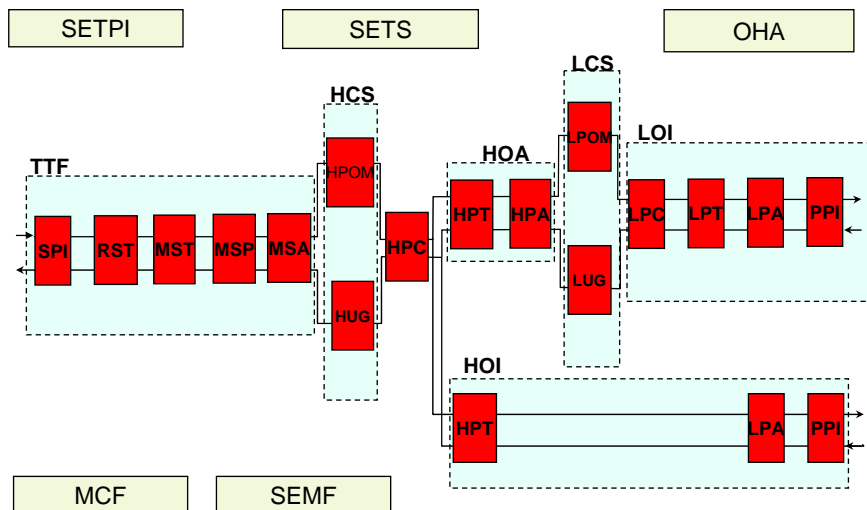 SETPI
SETS
OHA
LCS
HCS
LPOM
LOI
HOA
TTF
HPOM
HPT
HPA
LPC
LPT
LPA
PPI
SPI
RST
MST
MSP
MSA
HPC
LUG
HUG
HOI
HPT
LPA
PPI
MCF
SEMF